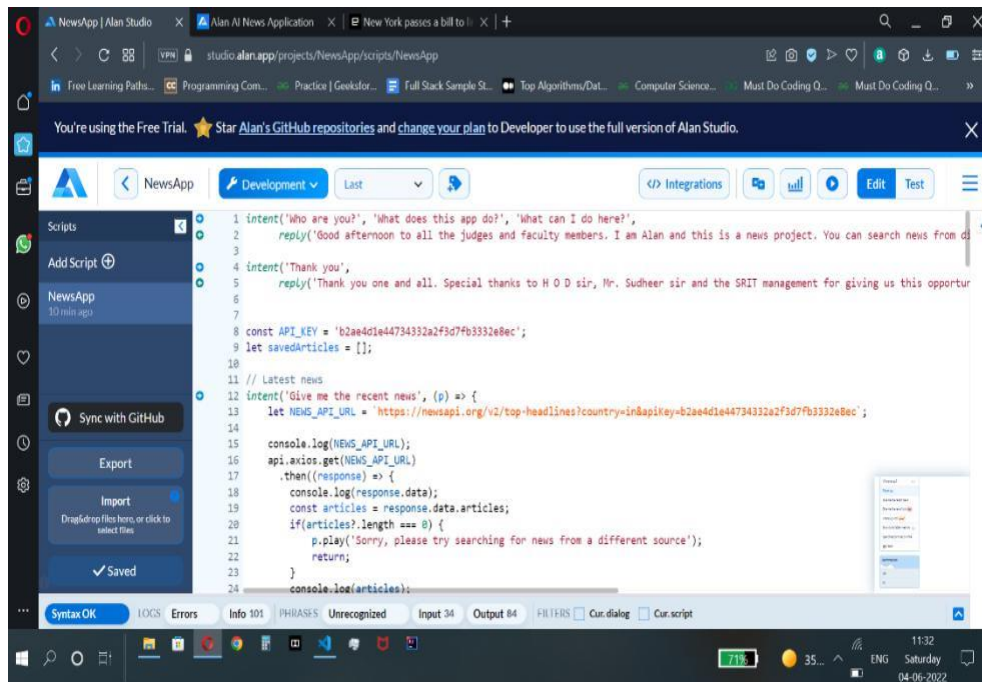 NewsApp | Alan Studio
Alan AI News Application
New York passes a bill to li
studio.alan.app/projects/NewsApp/scripts/NewsApp
VPN
Free Learning Paths...
Programming Com...
Practice | Geeksfor...
Full Stack Sample St...
Top Algorithms/Dat...
Computer Science...
Must Do Coding Q...
Must Do Coding Q...
You're using the Free Trial. Star Alan's GitHub repositories and change your plan to Developer to use the full version of Alan Studio.
NewsApp
Development
Last
</> Integrations
Edit
Test
Scripts
Add Script
NewsApp
10 min ago
Sync with GitHub
Export
Import
Drag&drop files here, or click to
select files
Saved
1 intent('Who are you?', 'What does this app do?', 'What can I do here?',
2 reply('Good afternoon to all the judges and faculty members. I am Alan and this is a news project. You can search news from di
3
4 intent('Thank you',
5 reply('Thank you one and all. Special thanks to H O D sir, Mr. Sudheer sir and the SRIT management for giving us this opportun
6
7
8 const API_KEY = 'b2ae4d1e44734332a2f3d7fb3332e8ec';
9 let savedArticles = [];
10
11 // Latest news
12 intent('Give me the recent news', (p) => {
13 let NEWS_API_URL = `https://newsapi.org/v2/top-headlines?country=in&apiKey=b2ae4d1e44734332a2f3d7fb3332e8ec`;
14
15 console.log(NEWS_API_URL);
16 api.axios.get(NEWS_API_URL)
17 .then((response) => {
18 console.log(response.data);
19 const articles = response.data.articles;
20 if(articles?.length === 0) {
21 p.play('Sorry, please try searching for news from a different source');
22 return;
23 }
24 console.log(articles);
Syntax OK
LOGS Errors
Info 101
PHRASES Unrecognized
Input 34
Output 84
FILTERS Cur. dialog
Cur. script
71%
35...
ENG
11:32
Saturday
04-06-2022